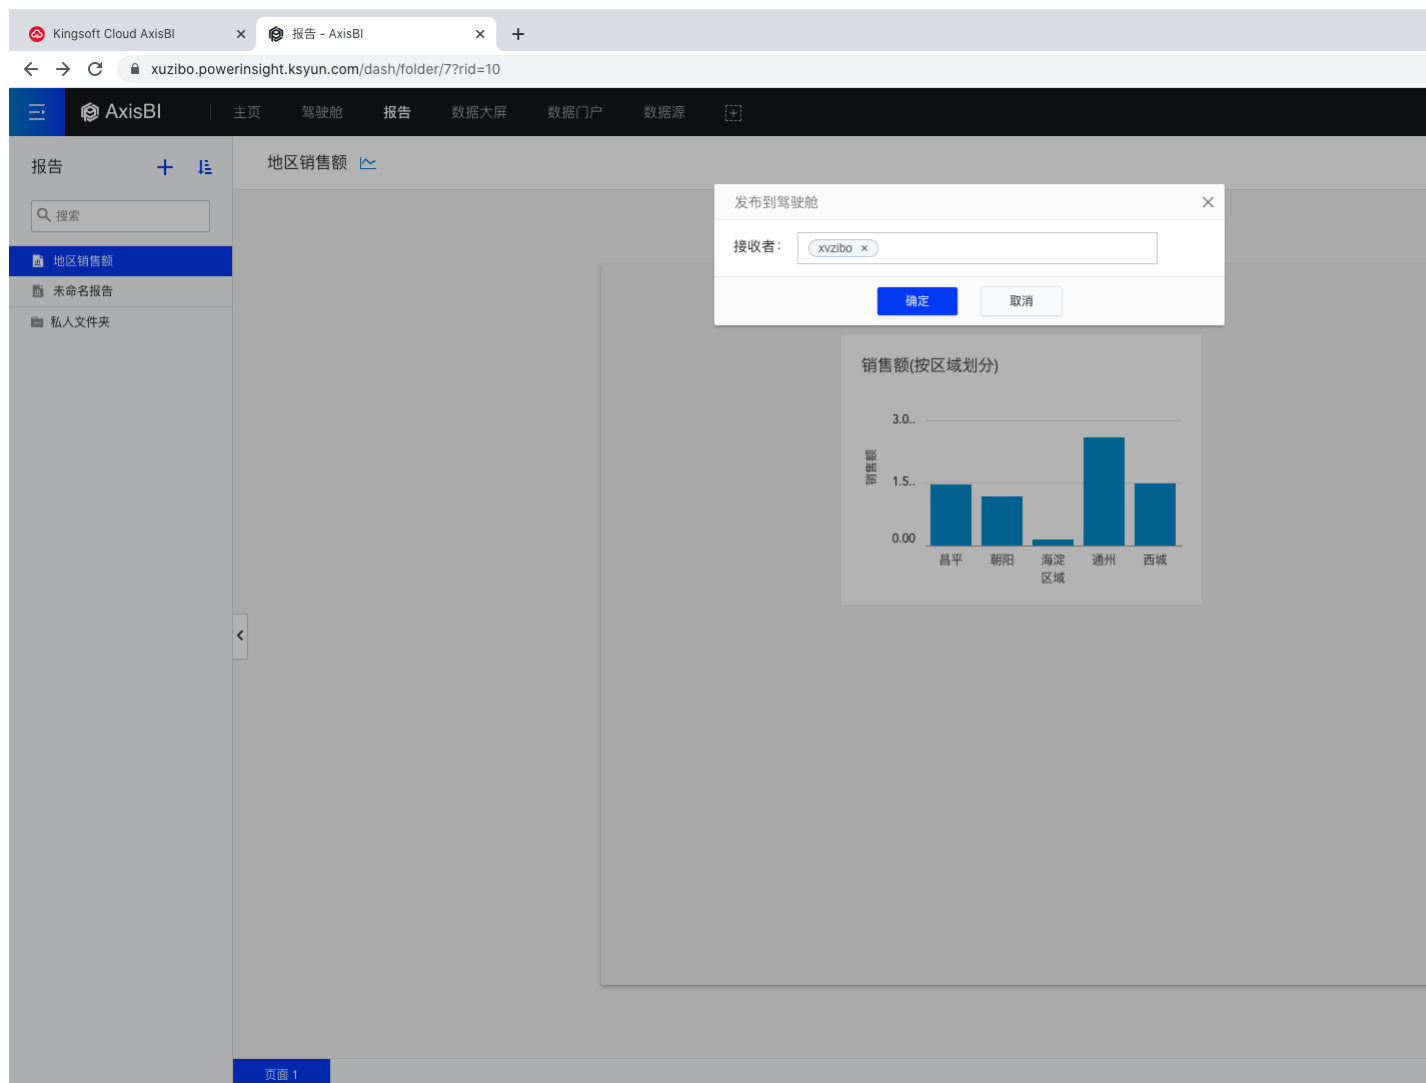 Kingsoft Cloud AxisBI
报告 - AxisBI
xuzibo.powerinsight.ksyun.com/dash/folder/7?rid=10
AxisBI 主页 驾驶舱 报告 数据大屏 数据门户 数据源
报告
搜索
地区销售额
未命名报告
私人文件夹
地区销售额
发布到驾驶舱
接收者：
xvzibo ×
确定 取消
销售额(按区域划分)
销售额
3.0..
1.5..
0.00
昌平 朝阳 海淀 通州 西城
区域
页面 1